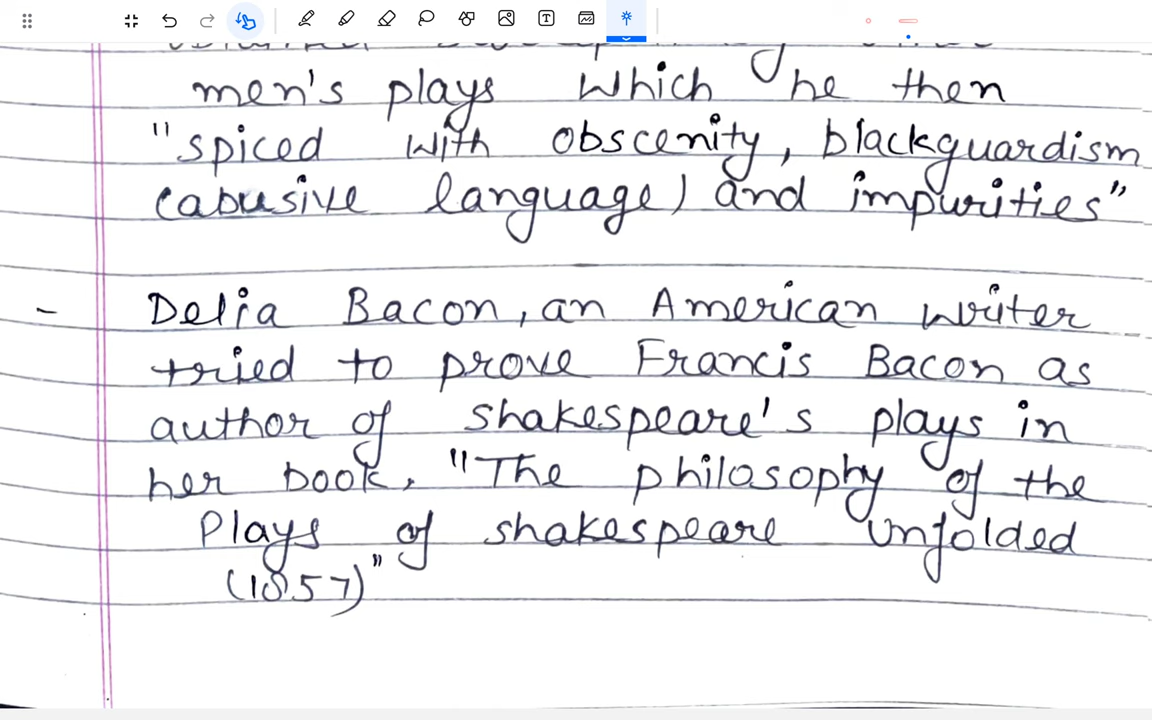 men's plays which he then
"spiced with obscenity, blackguardism
(abusive language) and impurities"
- Delia Bacon, an American writer
tried to prove Francis Bacon as
author of shakespeare's plays in
her book, "The philosophy of the
Plays of shakespeare Unfolded
(1857)"